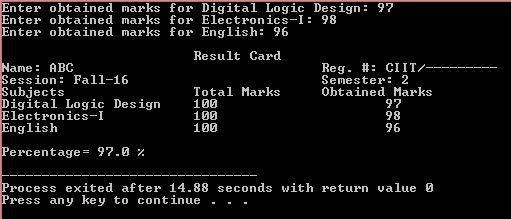 Enter obtained marks for Digital Logic Design: 97
Enter obtained marks for Electronics-I: 98
Enter obtained marks for English: 96
Result Card
Name: ABC Reg. #: CIIT/---------
Session: Fall-16 Semester: 2
Subjects Total Marks Obtained Marks
Digital Logic Design 100 97
Electronics-I 100 98
English 100 96
Percentage= 97.0 %
--------------------------------
Process exited after 14.88 seconds with return value 0
Press any key to continue . . .